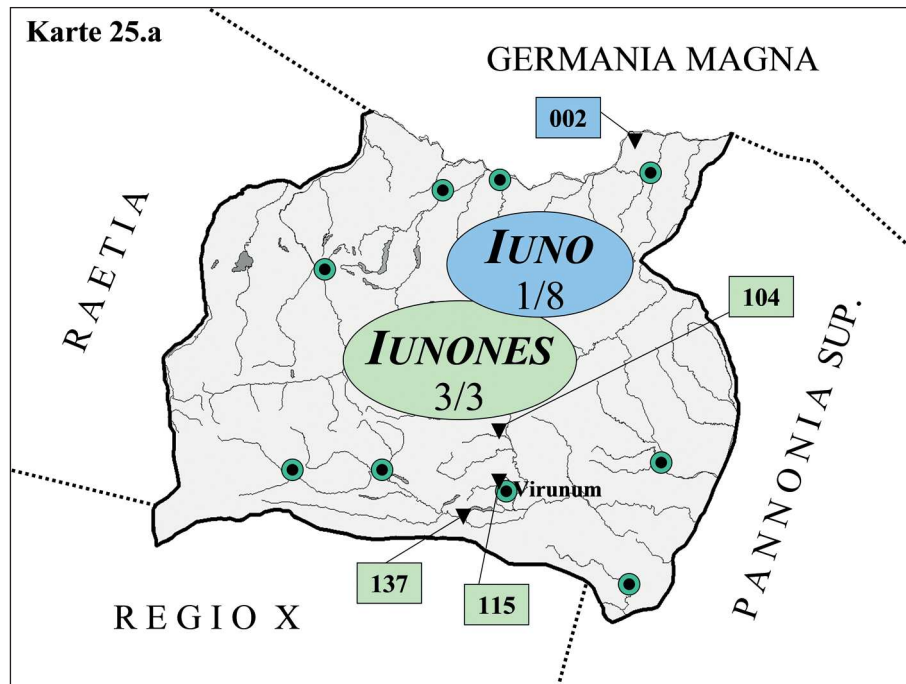 Karte 25.a
GERMANIA MAGNA
002
RAETIA
IUNO
1/8
104
IUNONES
3/3
PANNONIA SUP.
Virunum
137
115
REGIO X